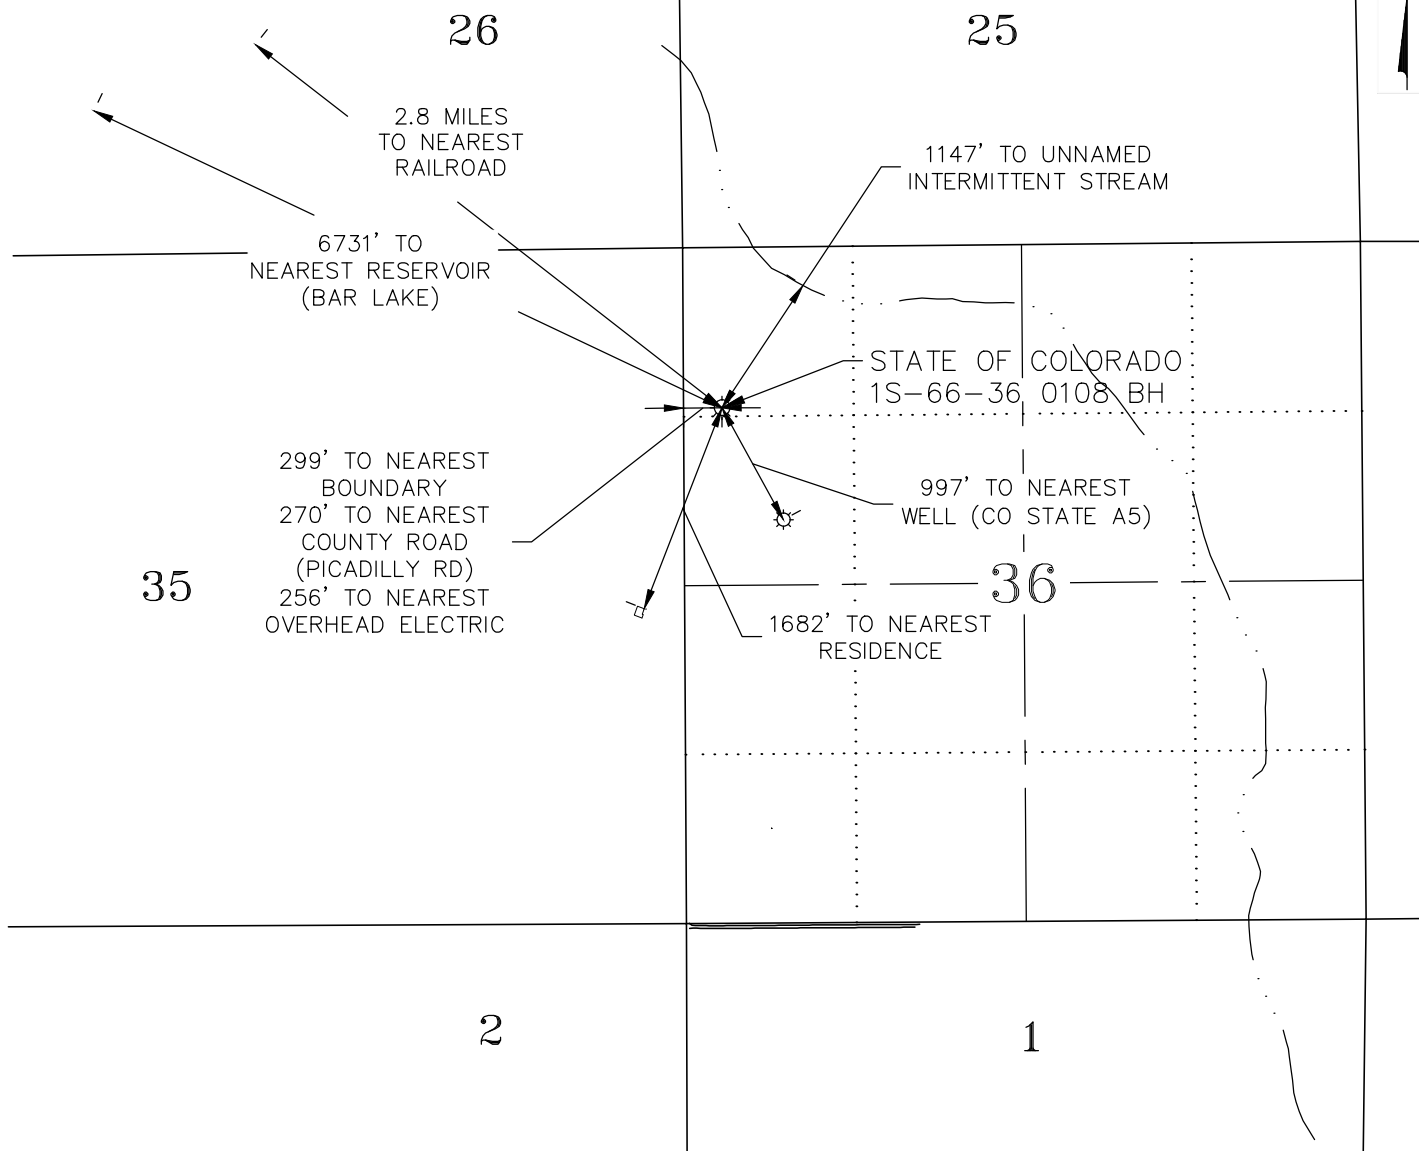 26
25
2.8 MILES
TO NEAREST
RAILROAD
1147' TO UNNAMED
INTERMITTENT STREAM
6731' TO
NEAREST RESERVOIR
(BAR LAKE)
STATE OF COLORADO
1S-66-36 0108 BH
299' TO NEAREST
BOUNDARY
270' TO NEAREST
COUNTY ROAD
(PICADILLY RD)
256' TO NEAREST
OVERHEAD ELECTRIC
997' TO NEAREST
WELL (CO STATE A5)
35
36
1682' TO NEAREST
RESIDENCE
2
1